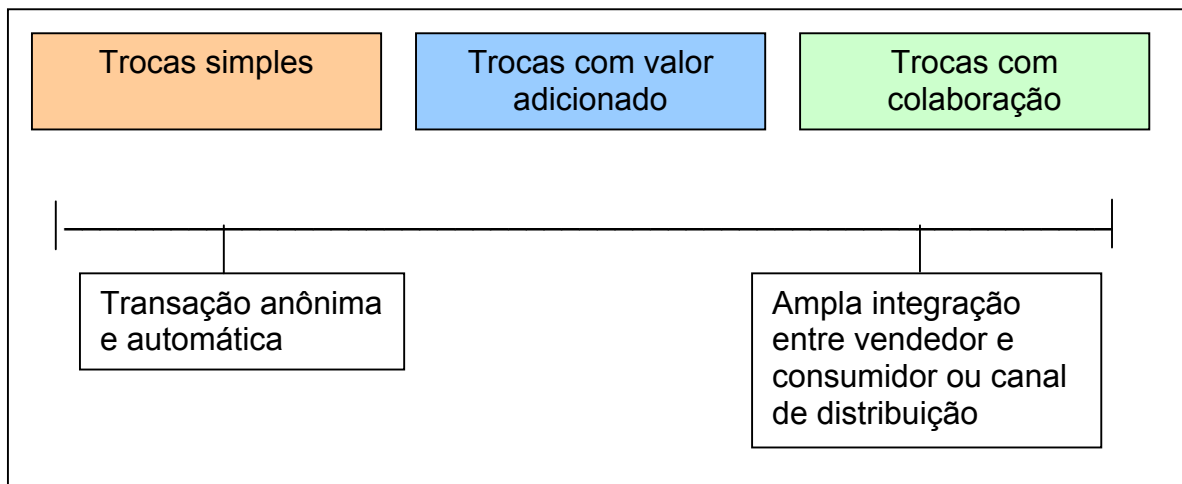 Trocas simples
Trocas com valor
adicionado
Trocas com
colaboração
Transação anônima
e automática
Ampla integração
entre vendedor e
consumidor ou canal
de distribuição